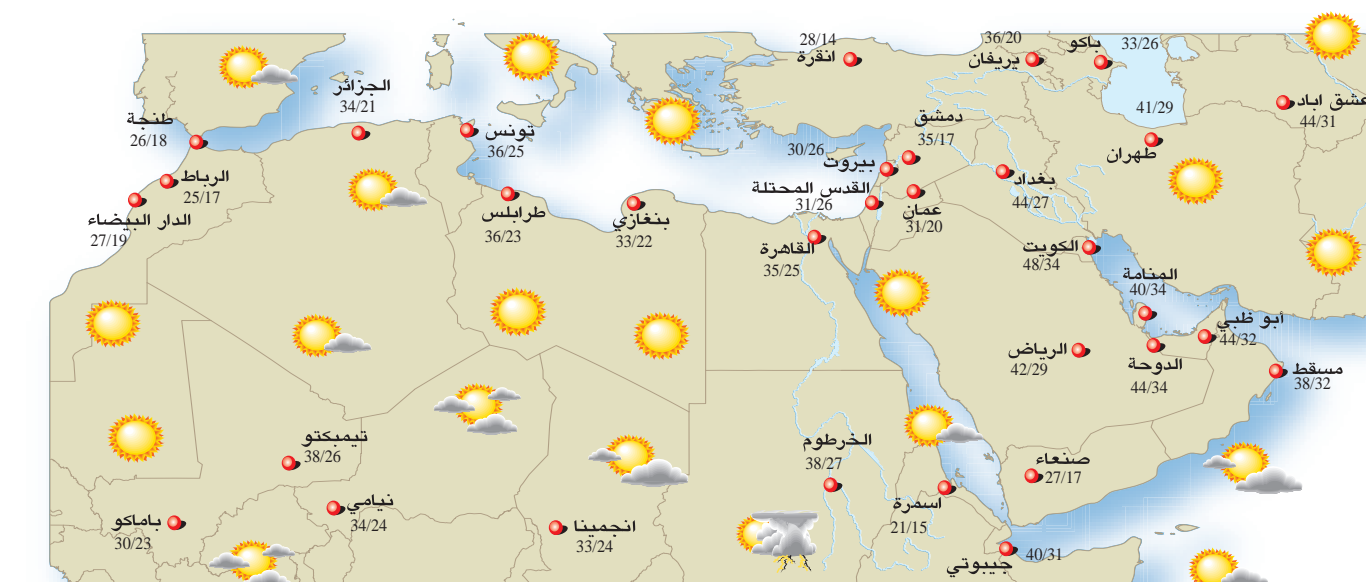 28/14
انقرة
36/20
يريفان
باكو
33/26
عشق اباد
44/31
41/29
طهران
الجزائر
34/21
طنجة
26/18
تونس
36/25
دمشق
35/17
30/26
بيروت
القدس المحتلة
31/26
عمان
31/20
بغداد
44/27
الرباط
25/17
الدار البيضاء
27/19
طرابلس
36/23
بنغازي
33/22
القاهرة
35/25
الكويت
48/34
المنامة
40/34
أبو ظبي
44/32
الرياض
42/29
الدوحة
44/34
مسقط
38/32
تيمبكتو
38/26
الخرطوم
38/27
صنعاء
27/17
نيامي
34/24
اسمرة
21/15
باماكو
30/23
انجمينا
33/24
40/31
جيبوتي